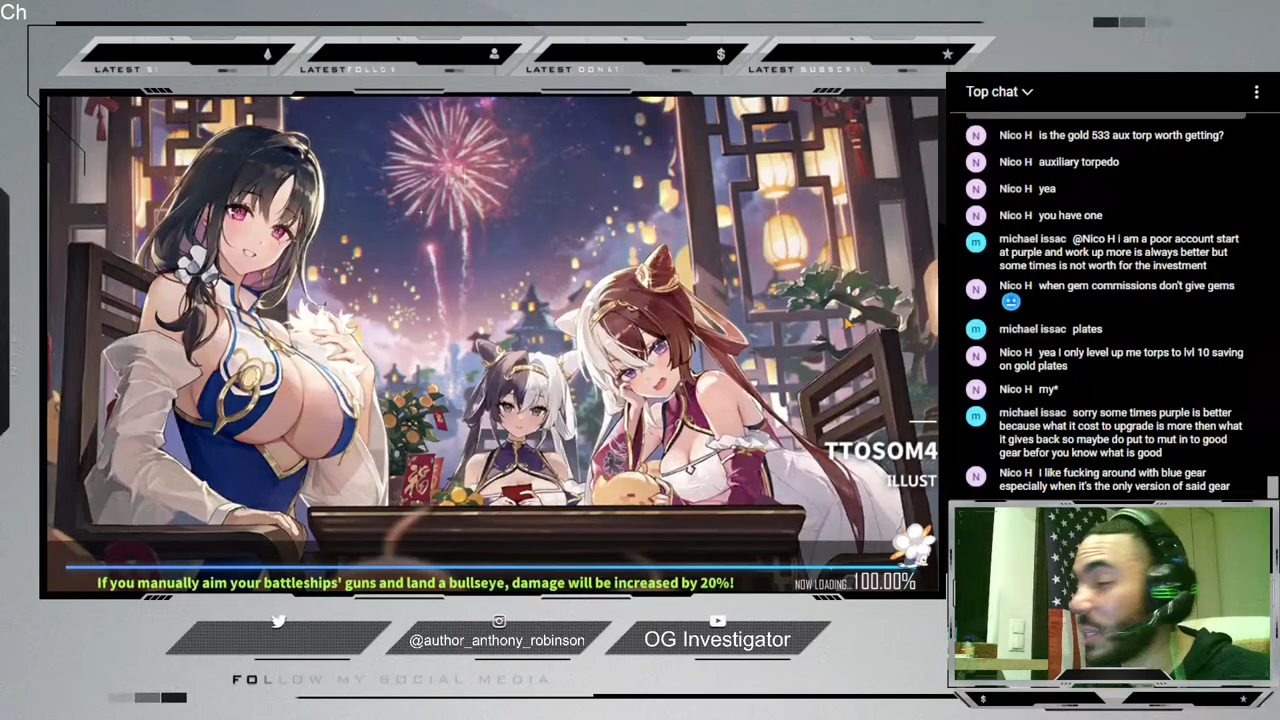 Ch
LATEST
LATEST FOLLOW
LATEST DONAT
LATEST SUBSCRI
Top chat
N Nico H is the gold 533 aux torp worth getting?
N Nico H auxiliary torpedo
N Nico H yea
N Nico H you have one
m michael issac @Nico H i am a poor account start
at purple and work up more is always better but
some times is not worth for the investment
N Nico H when gem commissions don't give gems
m michael issac plates
N Nico H yea I only level up me torps to lvl 10 saving
on gold plates
N Nico H my*
m michael issac sorry some times purple is better
because what it cost to upgrade is more then what
it gives back so maybe do put to mut in to good
gear befor you know what is good
N Nico H I like fucking around with blue gear
especially when it's the only version of said gear
福
TTOSOM4
ILLUST
If you manually aim your battleships' guns and land a bullseye, damage will be increased by 20%!
NOW LOADING...100.00%
@author_anthony_robinson
OG Investigator
FOLLOW MY SOCIAL MEDIA